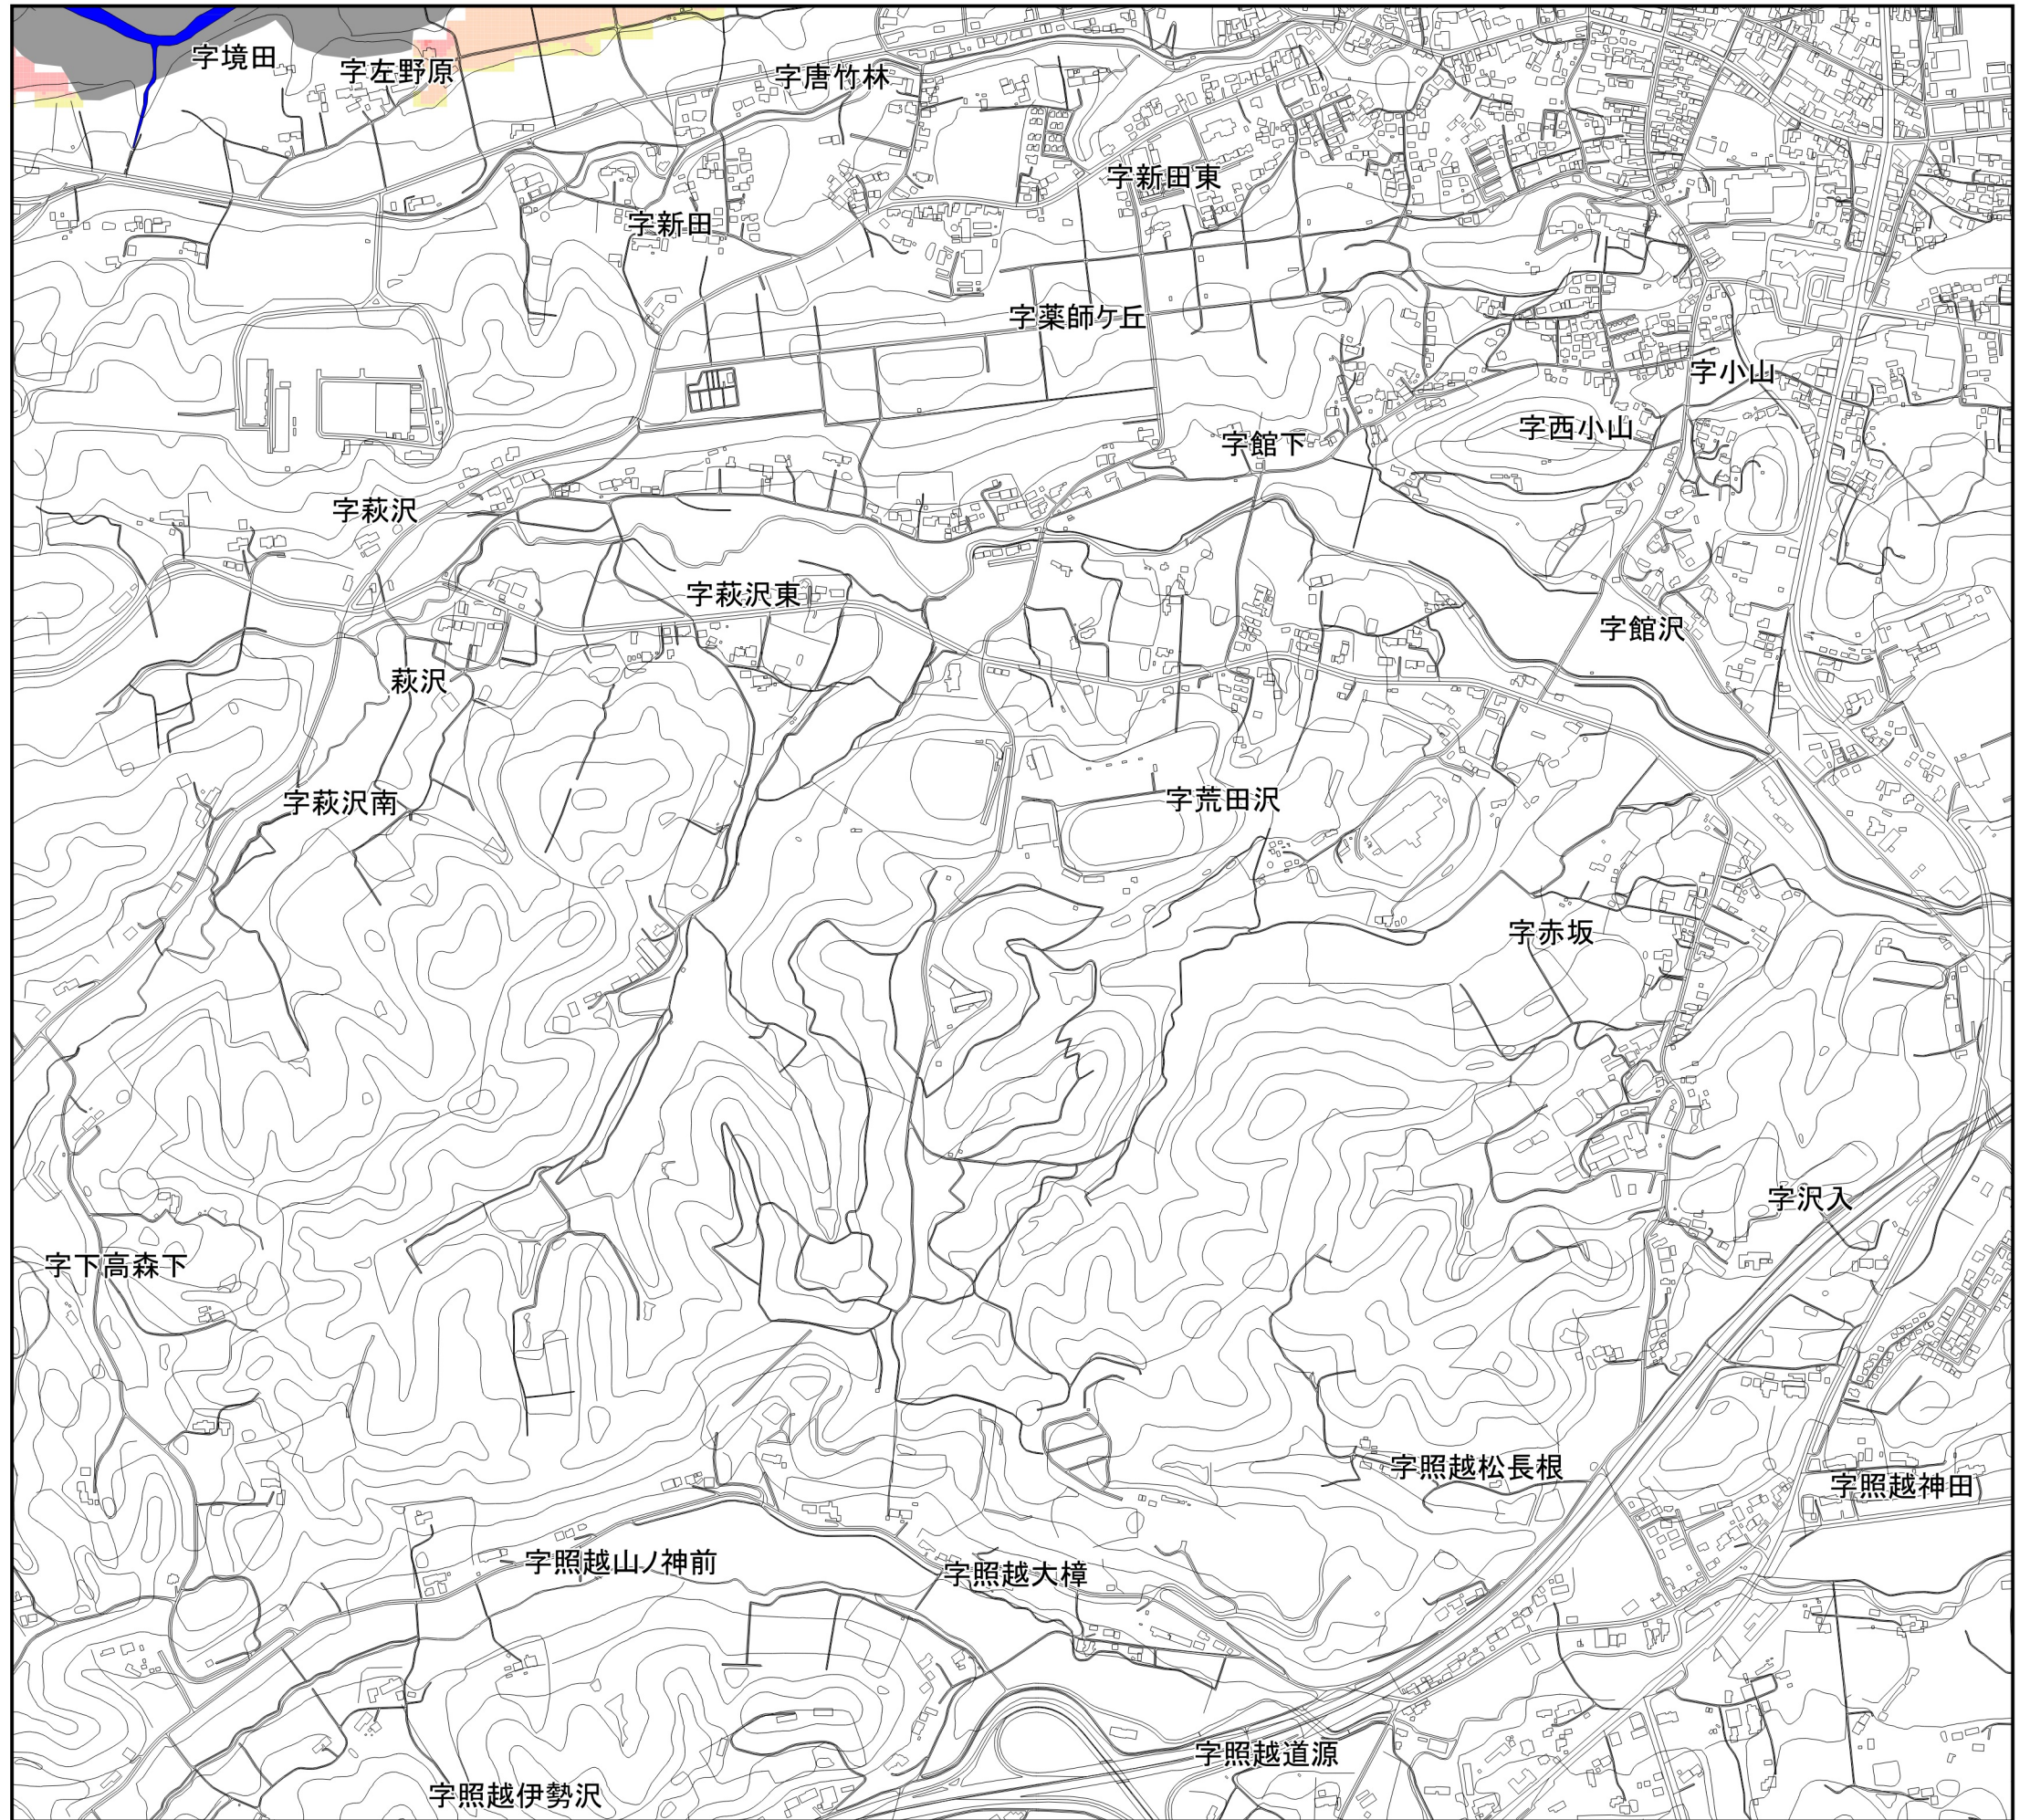 字境田
字左野原
字唐竹林
字新田東
字新田
字薬師ケ丘
字小山
字西小山
字館下
字萩沢
字萩沢東
字館沢
萩沢
字萩沢南
字荒田沢
字赤坂
字沢入
字下高森下
字照越松長根
字照越神田
字照越山ノ神前
字照越大樟
字照越道源
字照越伊勢沢